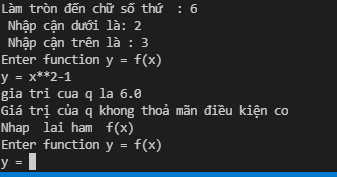 Làm tròn đến chữ số thứ  : 6
Nhập cận dưới là: 2
Nhập cận trên là : 3
Enter function y = f(x)
y = x**2-1
gia tri cua q la 6.0
Giá trị của q khong thoả mãn điều kiện co
Nhap  lai ham  f(x)
Enter function y = f(x)
y =